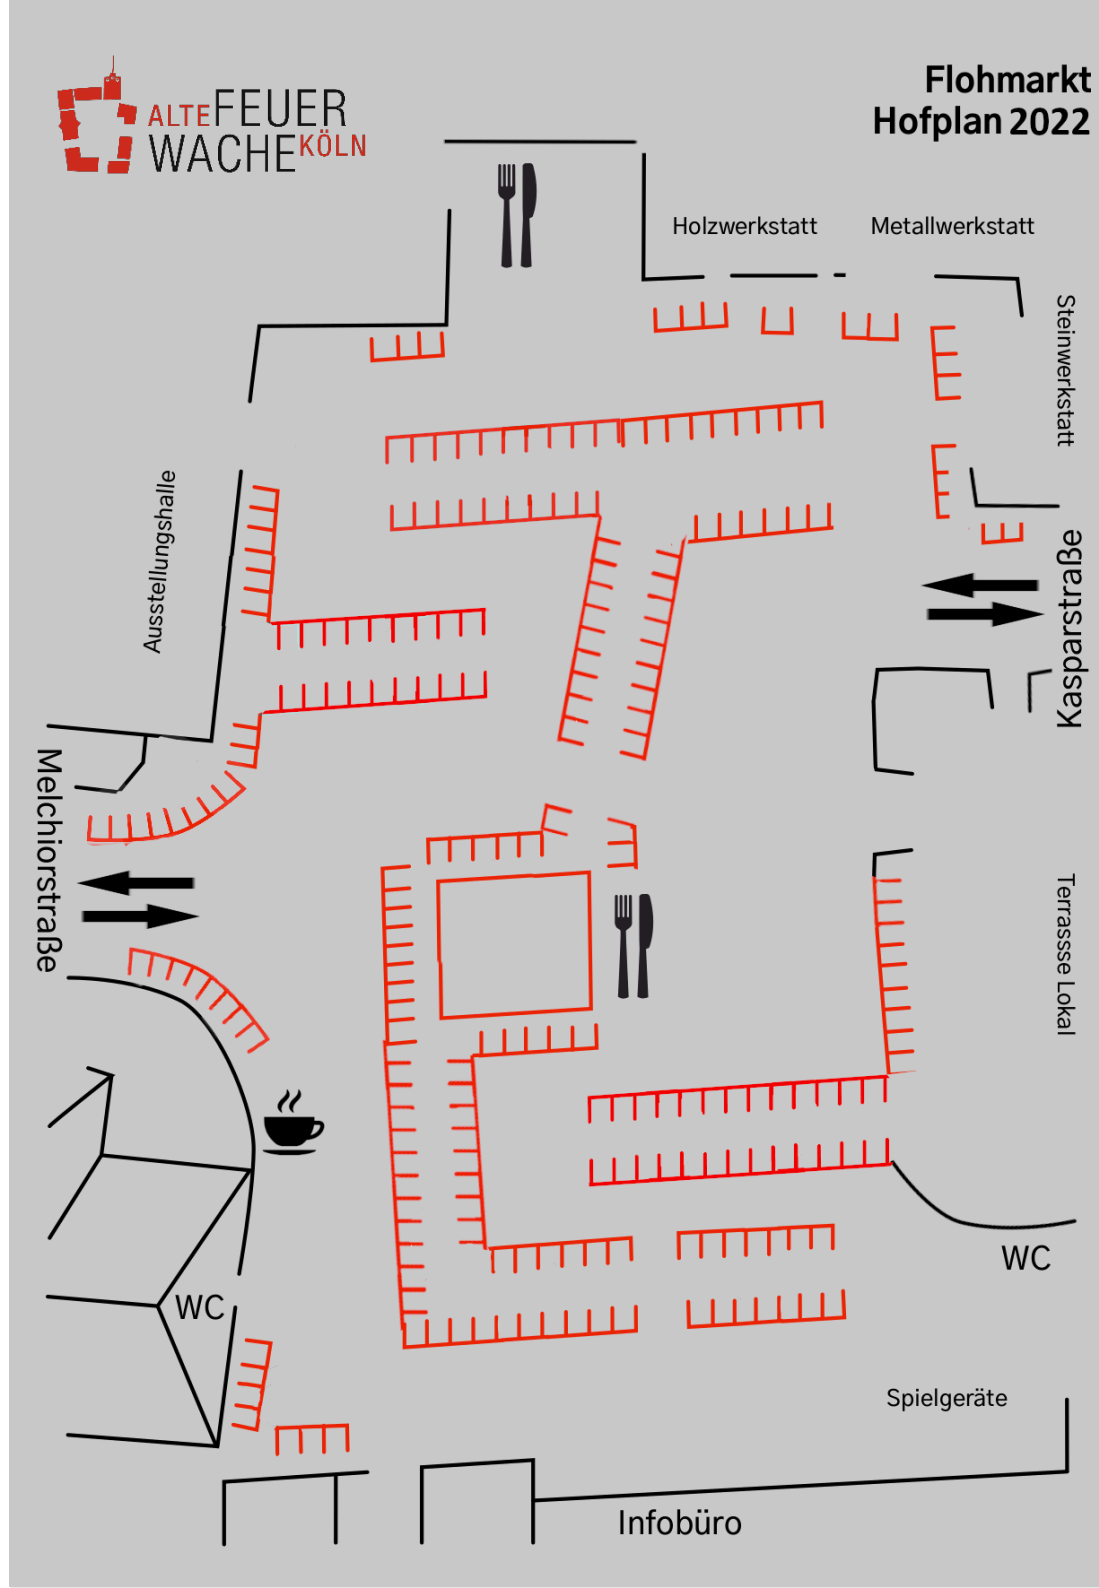 Flohmarkt
Hofplan 2022
ALTE FEUER
WACHE KÖLN
Holzwerkstatt
Metallwerkstatt
Steinwerkstatt
Ausstellungshalle
Kasparstraße
Melchiorstraße
Terrassse Lokal
WC
WC
Spielgeräte
Infobüro